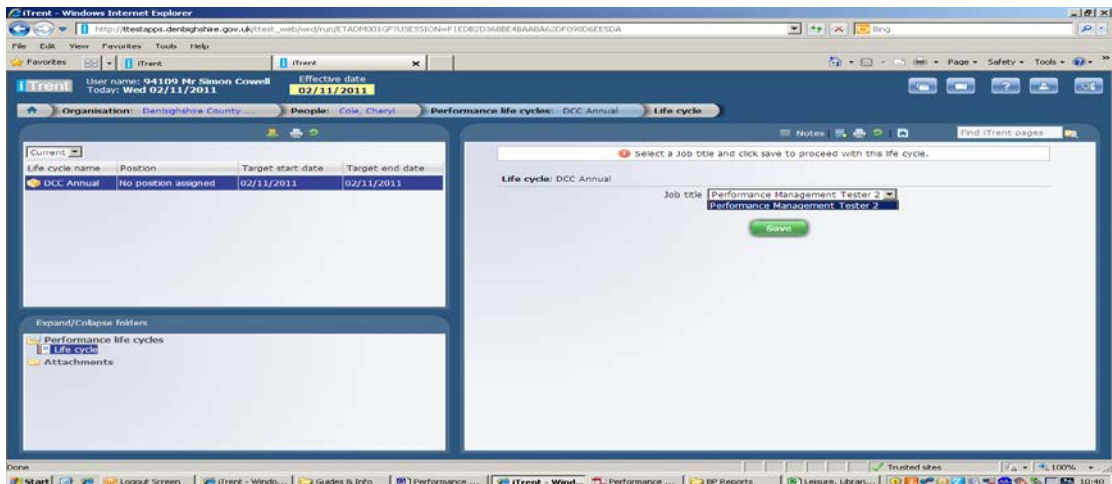 iTrent - Windows Internet Explorer
http://ttestapps.denbighshire.gov.uk/ttest_web/wrd/run/ETADM001GF?USESSION=
Bing
File Edit View Favorites Tools Help
Favorites iTrent iTrent Page Safety Tools
iTrent User name: 94109 Mr Simon Cowell Effective date
Today: Wed 02/11/2011 02/11/2011
Organisation: Denbighshire County ... People: Cole, Cheryl Performance life cycles: DCC Annual Life cycle
Notes Find iTrent pages
Current
Select a Job title and click save to proceed with this life cycle.
Life cycle name Position Target start date Target end date
DCC Annual No position assigned 02/11/2011 02/11/2011
Life cycle: DCC Annual
Job title Performance Management Tester 2
Performance Management Tester 2
Save
Expand/Collapse folders
Performance life cycles
Life cycle
Attachments
Done Trusted sites 100%
Start Logout Screen iTrent - Windo... Guides & Info Performance ... iTrent - Wind... Performance ... BP Reports Leisure, Librari... 10:40